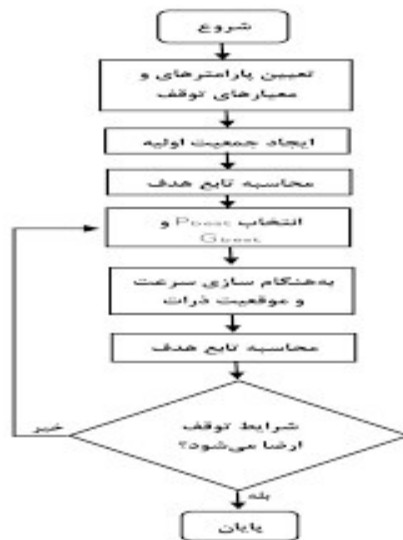 شروع
تعیین پارامترهای و
معیارهای توقف
ایجاد جمعیت اولیه
محاسبه تابع هدف
انتخاب Pbest و
Gbest
به‌هنگام سازی سرعت
و موقعیت ذرات
محاسبه تابع هدف
شرایط توقف
ارضا می‌شود؟
خیر
بله
پایان